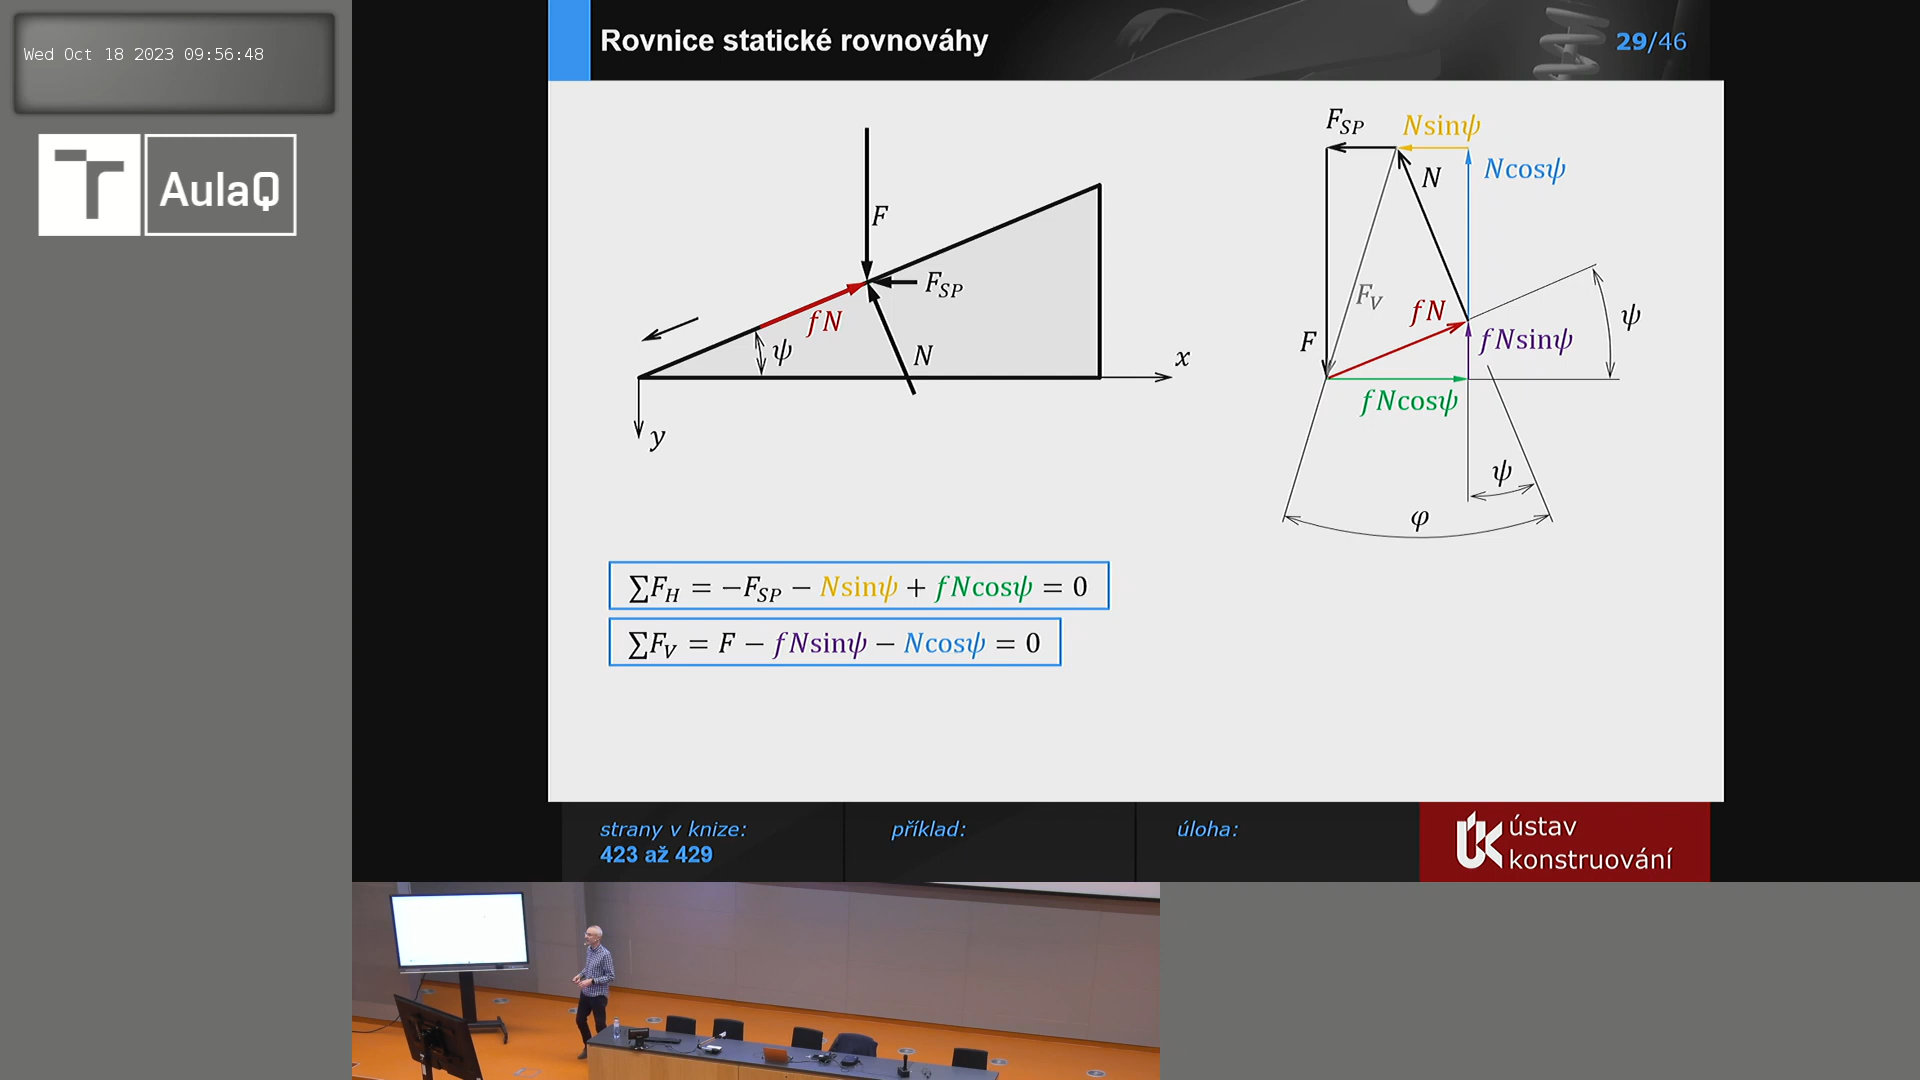 Wed Oct 18 2023 09:56:48
AulaQ
Rovnice statické rovnováhy
29/46
F
F_SP
fN
ψ
N
x
y
F_SP
Nsinψ
N
Ncosψ
F_V
fN
F
fNsinψ
ψ
fNcosψ
ψ
φ
∑F_H = −F_SP − Nsinψ + fNcosψ = 0
∑F_V = F − fNsinψ − Ncosψ = 0
strany v knize:
423 až 429
příklad:
úloha:
ústav
konstruování